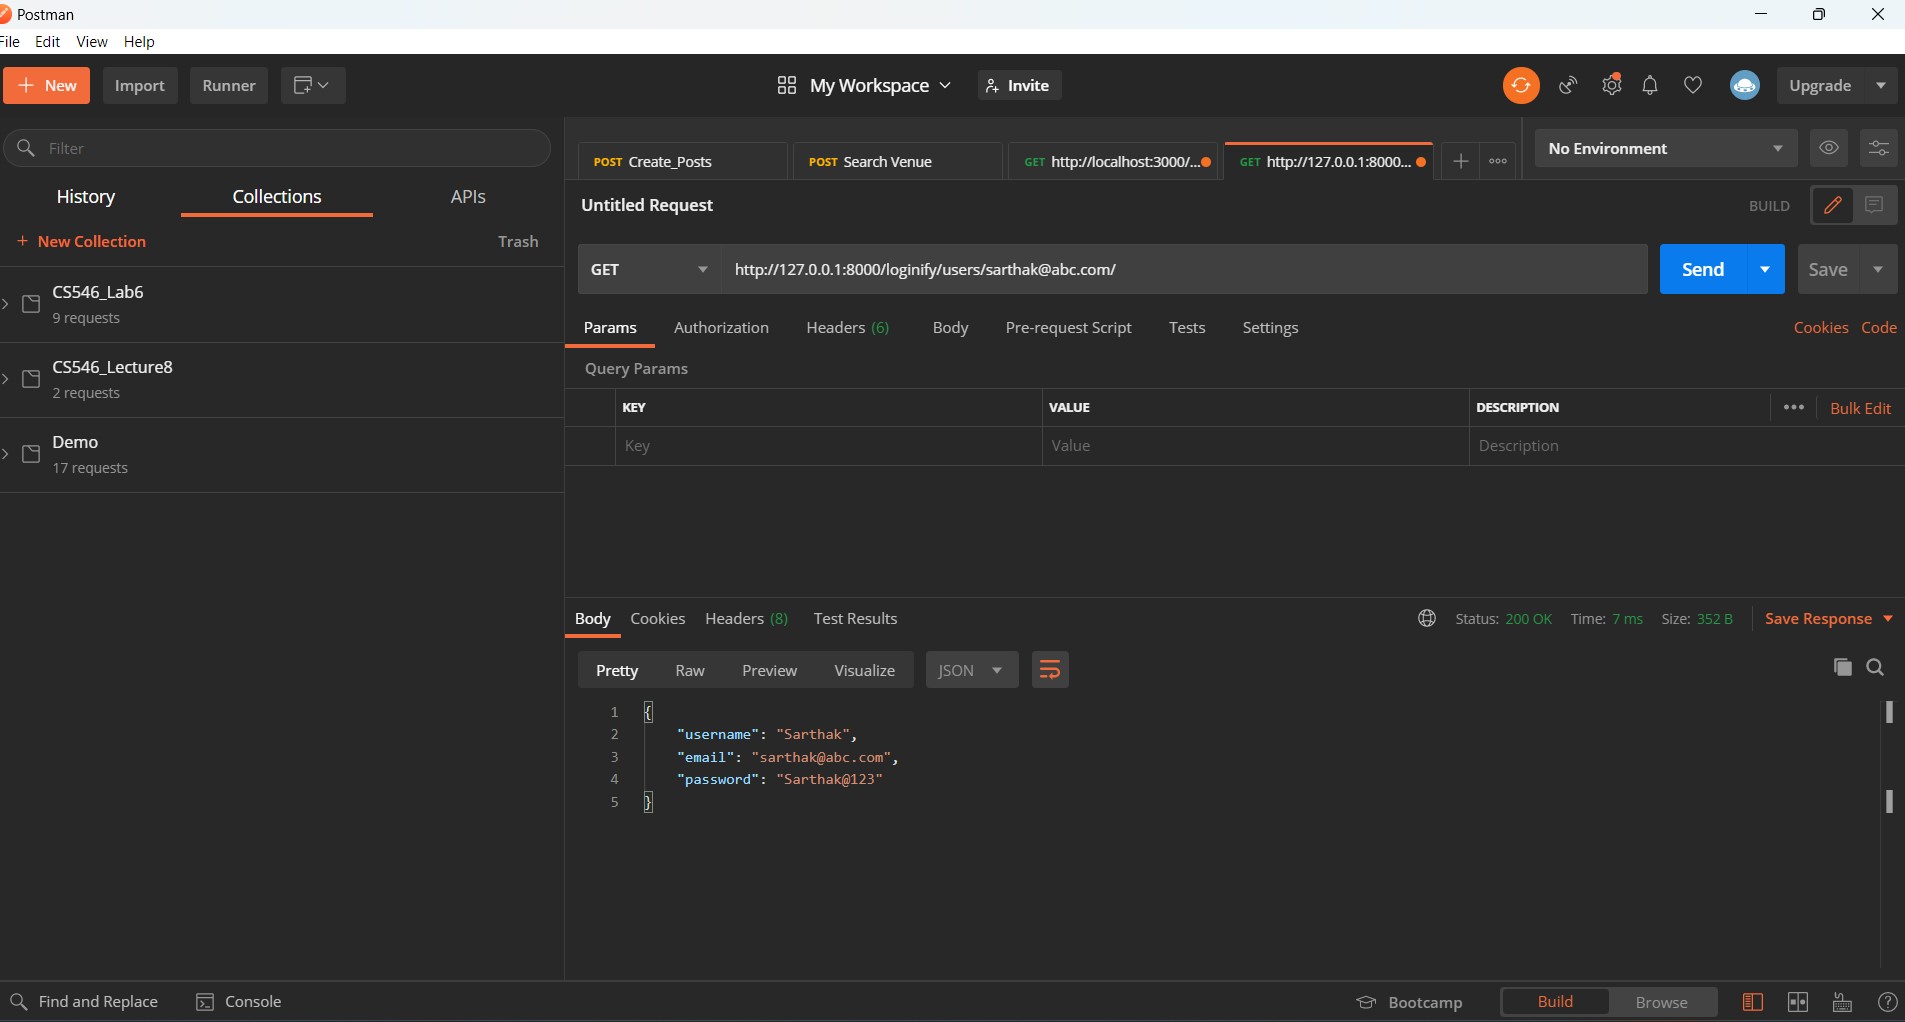 Postman
File Edit View Help
+ New Import Runner My Workspace Invite Upgrade
Filter
History Collections APIs
+ New Collection Trash
CS546_Lab6
9 requests
CS546_Lecture8
2 requests
Demo
17 requests
POST Create_Posts POST Search Venue GET http://localhost:3000/... GET http://127.0.0.1:8000... + ••• No Environment
Untitled Request BUILD
GET http://127.0.0.1:8000/loginify/users/sarthak@abc.com/ Send Save
Params Authorization Headers (6) Body Pre-request Script Tests Settings Cookies Code
Query Params
KEY VALUE DESCRIPTION ••• Bulk Edit
Key Value Description
Body Cookies Headers (8) Test Results Status: 200 OK Time: 7 ms Size: 352 B Save Response
Pretty Raw Preview Visualize JSON
1 {
2 "username": "Sarthak",
3 "email": "sarthak@abc.com",
4 "password": "Sarthak@123"
5 }
Find and Replace Console Bootcamp Build Browse